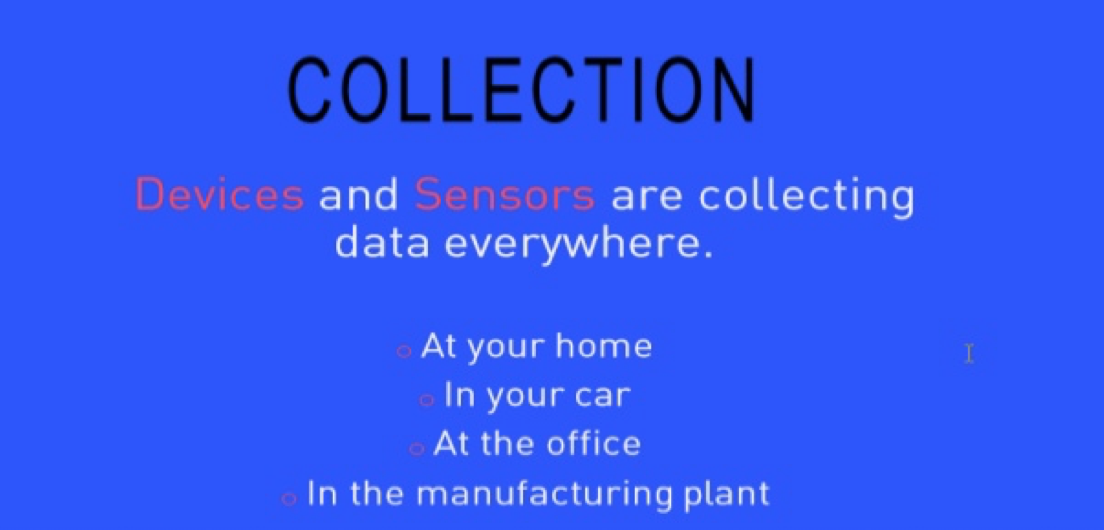 COLLECTION
Devices and Sensors are collecting
data everywhere.
o At your home
o In your car
o At the office
o In the manufacturing plant